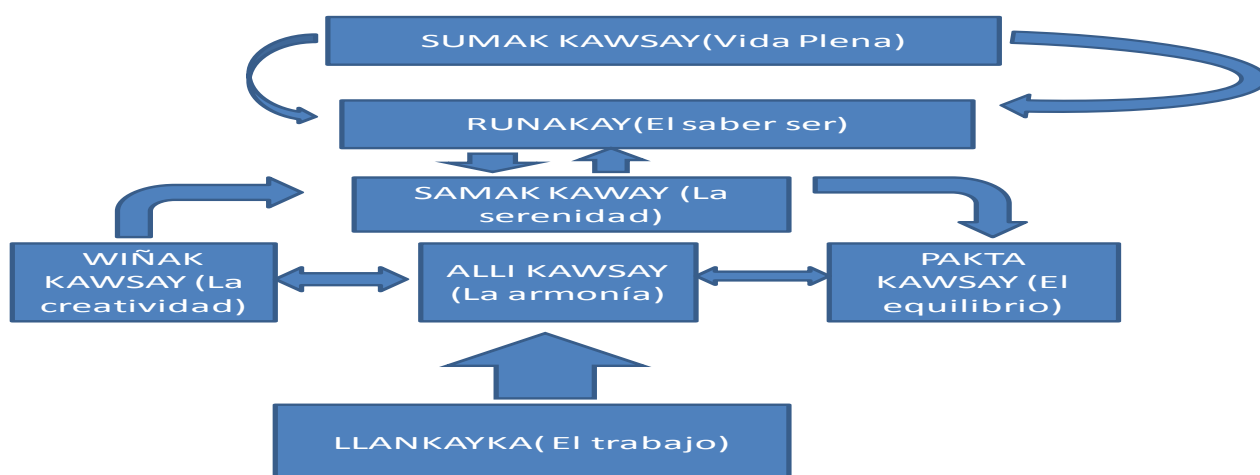 SUMAK KAWSAY(Vida Plena)
RUNAKAY(El saber ser)
SAMAK KAWAY (La
serenidad)
WIÑAK
KAWSAY (La
creatividad)
ALLI KAWSAY
(La armonía)
PAKTA
KAWSAY (El
equilibrio)
LLANKAYKA( El trabajo)